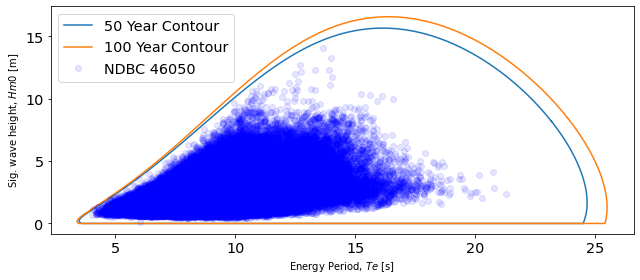 50 Year Contour
100 Year Contour
NDBC 46050
Sig. wave height, Hm0 [m]
15
10
5
0
5
10
15
20
25
Energy Period, Te [s]